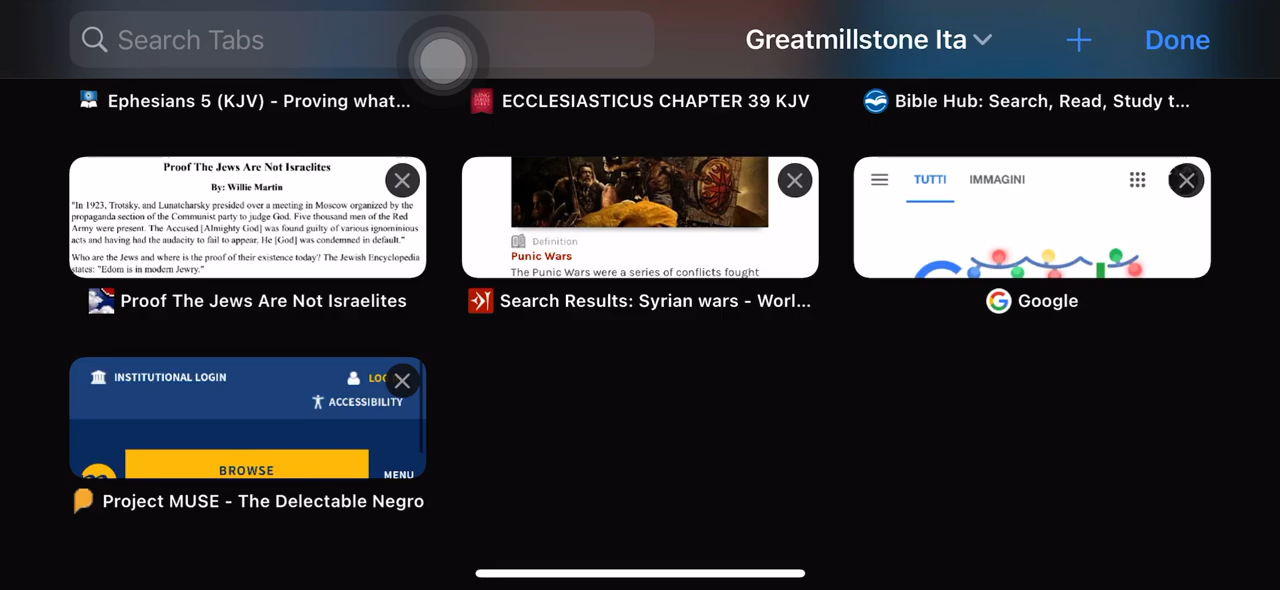 Search Tabs
Greatmillstone Ita
Done
Ephesians 5 (KJV) - Proving what...
ECCLESIASTICUS CHAPTER 39 KJV
Bible Hub: Search, Read, Study t...
Proof The Jews Are Not Israelites
By: Willie Martin
"In 1923, Trotsky, and Lunatcharsky presided over a meeting in Moscow organized by the
propaganda section of the Communist party to judge God. Five thousand men of the Red
Army were present. The Accused [Almighty God] was found guilty of various ignominious
acts and having had the audacity to fail to appear, He [God] was condemned in default."
Who are the Jews and where is the proof of their existence today? The Jewish Encyclopedia
states: "Edom is in modern Jewry."
Definition
Punic Wars
The Punic Wars were a series of conflicts fought
TUTTI
IMMAGINI
Proof The Jews Are Not Israelites
Search Results: Syrian wars - Worl...
Google
INSTITUTIONAL LOGIN
LOG
ACCESSIBILITY
BROWSE
MENU
Project MUSE - The Delectable Negro